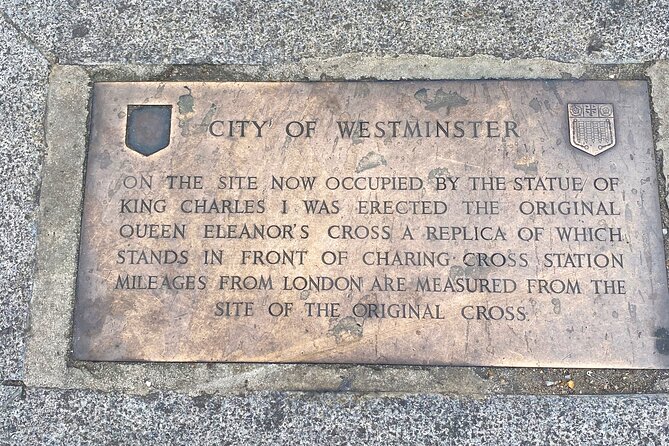 CITY OF WESTMINSTER
ON THE SITE NOW OCCUPIED BY THE STATUE OF
KING CHARLES I WAS ERECTED THE ORIGINAL
QUEEN ELEANOR'S CROSS A REPLICA OF WHICH
STANDS IN FRONT OF CHARING CROSS STATION
MILEAGES FROM LONDON ARE MEASURED FROM THE
SITE OF THE ORIGINAL CROSS.